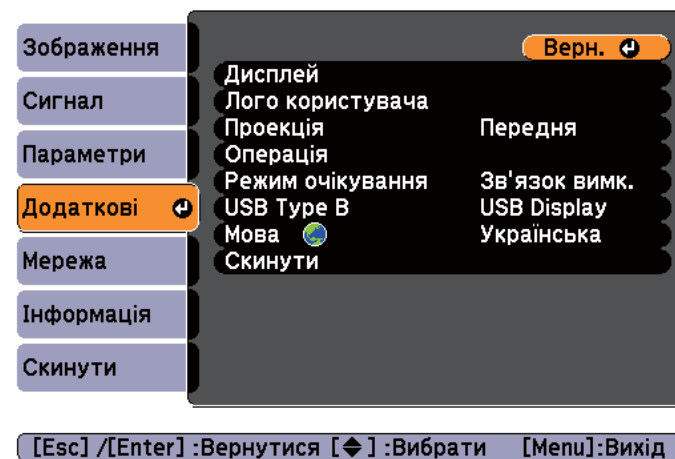 Зображення
Сигнал
Параметри
Додаткові
Мережа
Інформація
Скинути
Верн.
Дисплей
Лого користувача
Проекція Передня
Операція
Режим очікування Зв'язок вимк.
USB Type B USB Display
Мова Українська
Скинути
[Esc] /[Enter] :Вернутися [◆] :Вибрати [Menu]:Вихід